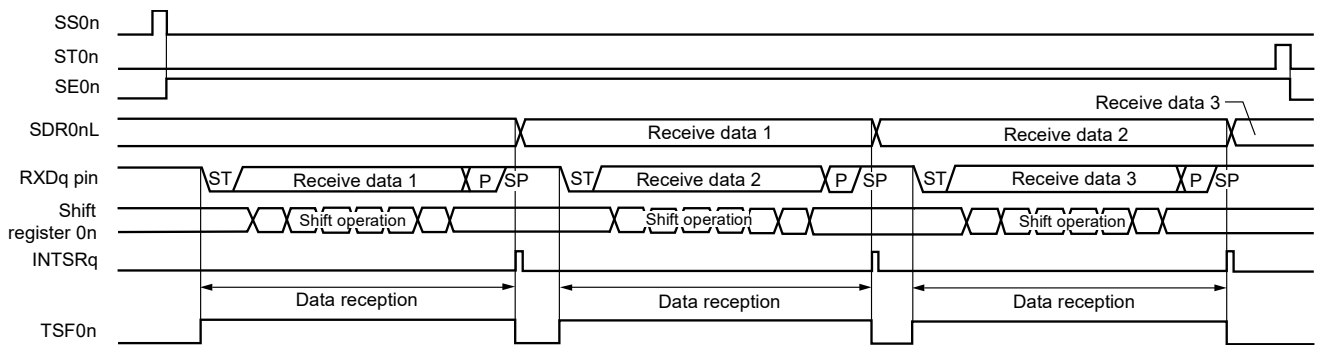 SS0n
ST0n
SE0n
Receive data 3
SDR0nL Receive data 1 Receive data 2
RXDq pin ST Receive data 1 P SP ST Receive data 2 P SP ST Receive data 3 P SP
Shift
register 0n Shift operation Shift operation Shift operation
INTSRq
Data reception Data reception Data reception
TSF0n